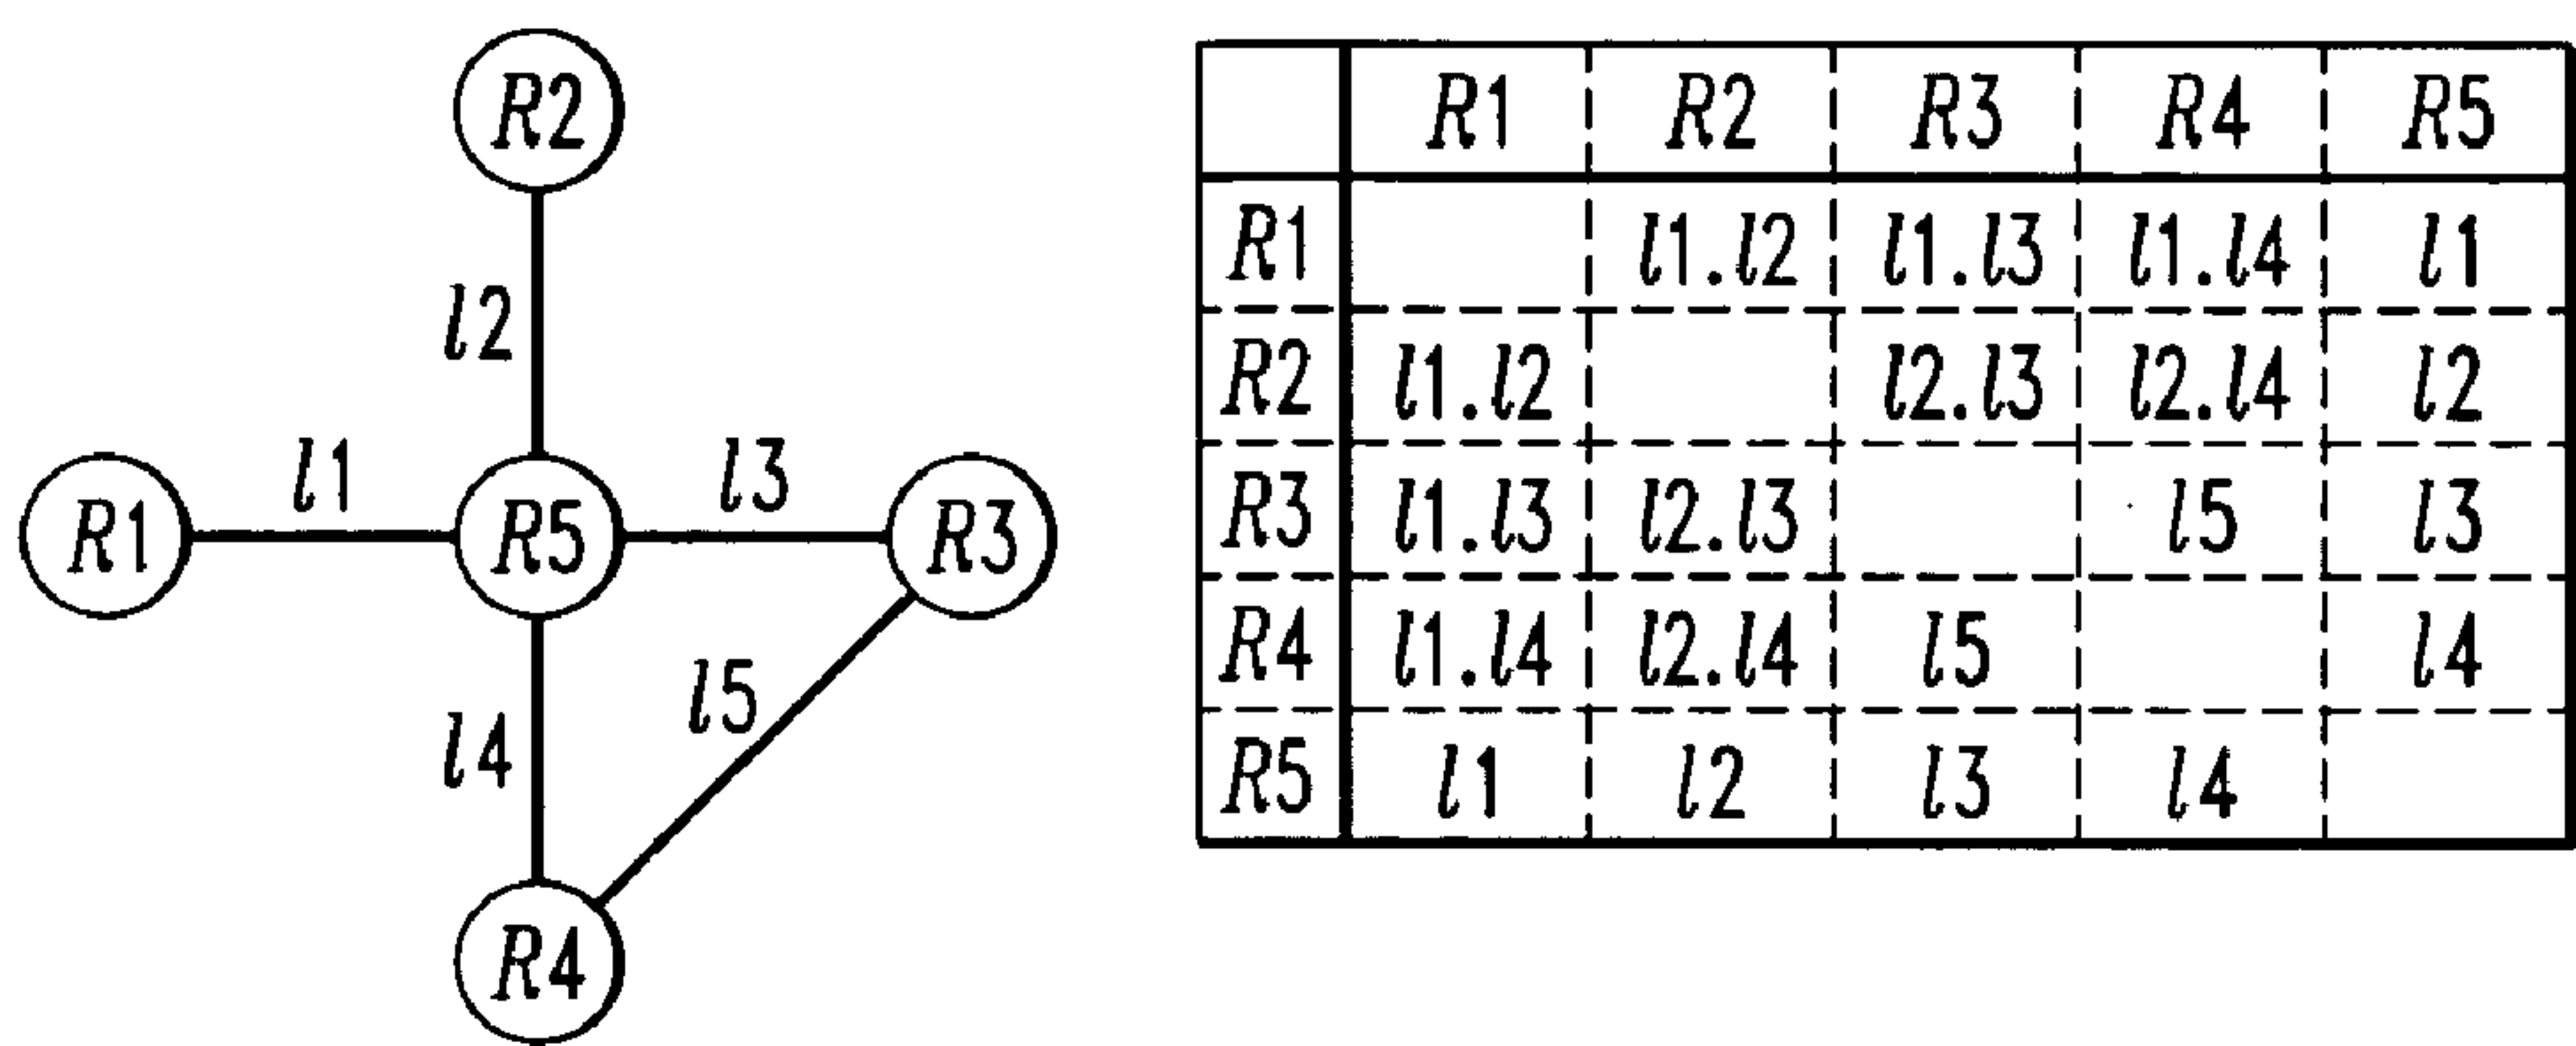 R2
l2
l1
l3
R1
R5
R3
l5
l4
R4
R1 R2 R3 R4 R5
R1 l1.l2 l1.l3 l1.l4 l1
R2 l1.l2 l2.l3 l2.l4 l2
R3 l1.l3 l2.l3 l5 l3
R4 l1.l4 l2.l4 l5 l4
R5 l1 l2 l3 l4